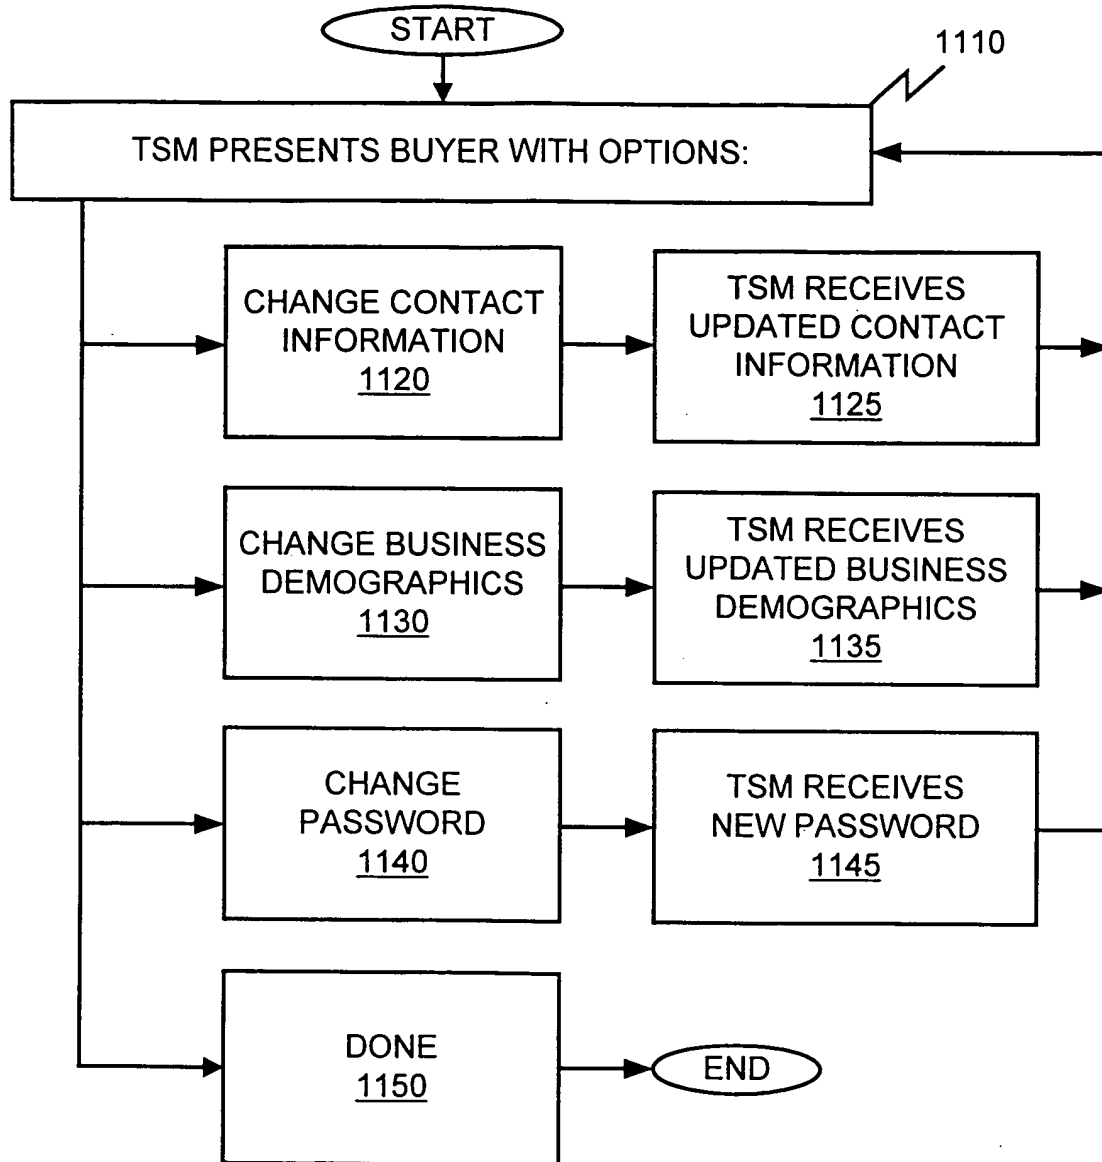 START
1110
TSM PRESENTS BUYER WITH OPTIONS:
CHANGE CONTACT
INFORMATION
1120
TSM RECEIVES
UPDATED CONTACT
INFORMATION
1125
CHANGE BUSINESS
DEMOGRAPHICS
1130
TSM RECEIVES
UPDATED BUSINESS
DEMOGRAPHICS
1135
CHANGE
PASSWORD
1140
TSM RECEIVES
NEW PASSWORD
1145
DONE
1150
END